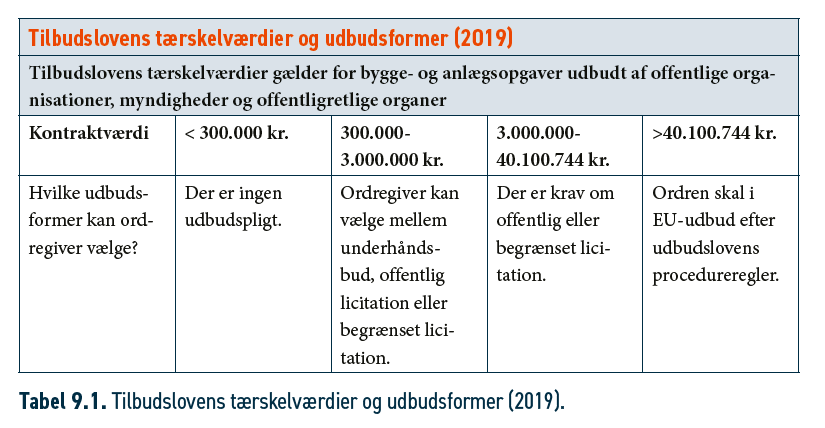 Tilbudslovens tærskelværdier og udbudsformer (2019)
Tilbudslovens tærskelværdier gælder for bygge- og anlægsopgaver udbudt af offentlige orga-
nisationer, myndigheder og offentligretlige organer
Kontraktværdi
< 300.000 kr.
300.000-
3.000.000 kr.
3.000.000-
40.100.744 kr.
>40.100.744 kr.
Hvilke udbuds-
former kan ord-
regiver vælge?
Der er ingen
udbudspligt.
Ordregiver kan
vælge mellem
underhånds-
bud, offentlig
licitation eller
begrænset lici-
tation.
Der er krav om
offentlig eller
begrænset lici-
tation.
Ordren skal i
EU-udbud efter
udbudslovens
procedureregler.
Tabel 9.1. Tilbudslovens tærskelværdier og udbudsformer (2019).